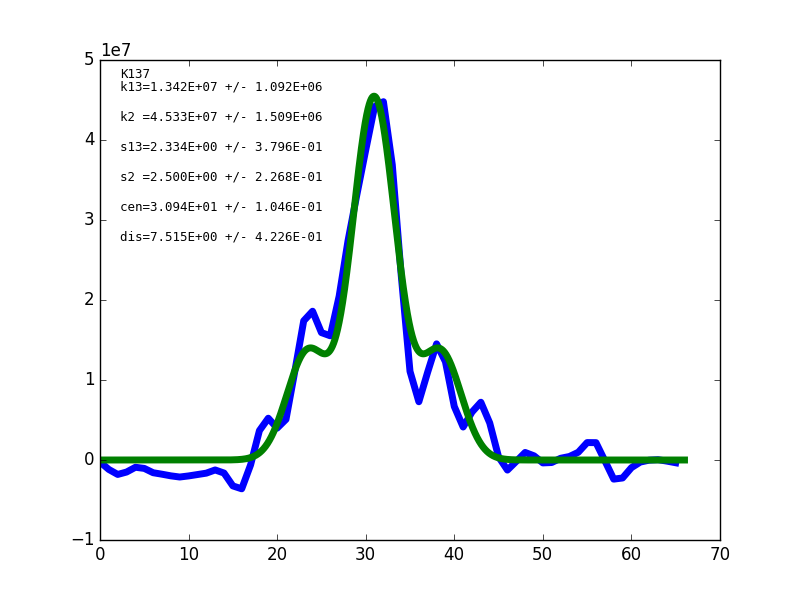 1e7
K137
k13=1.342E+07 +/- 1.092E+06
k2 =4.533E+07 +/- 1.509E+06
s13=2.334E+00 +/- 3.796E-01
s2 =2.500E+00 +/- 2.268E-01
cen=3.094E+01 +/- 1.046E-01
dis=7.515E+00 +/- 4.226E-01
5
4
3
2
1
0
−1
0 10 20 30 40 50 60 70